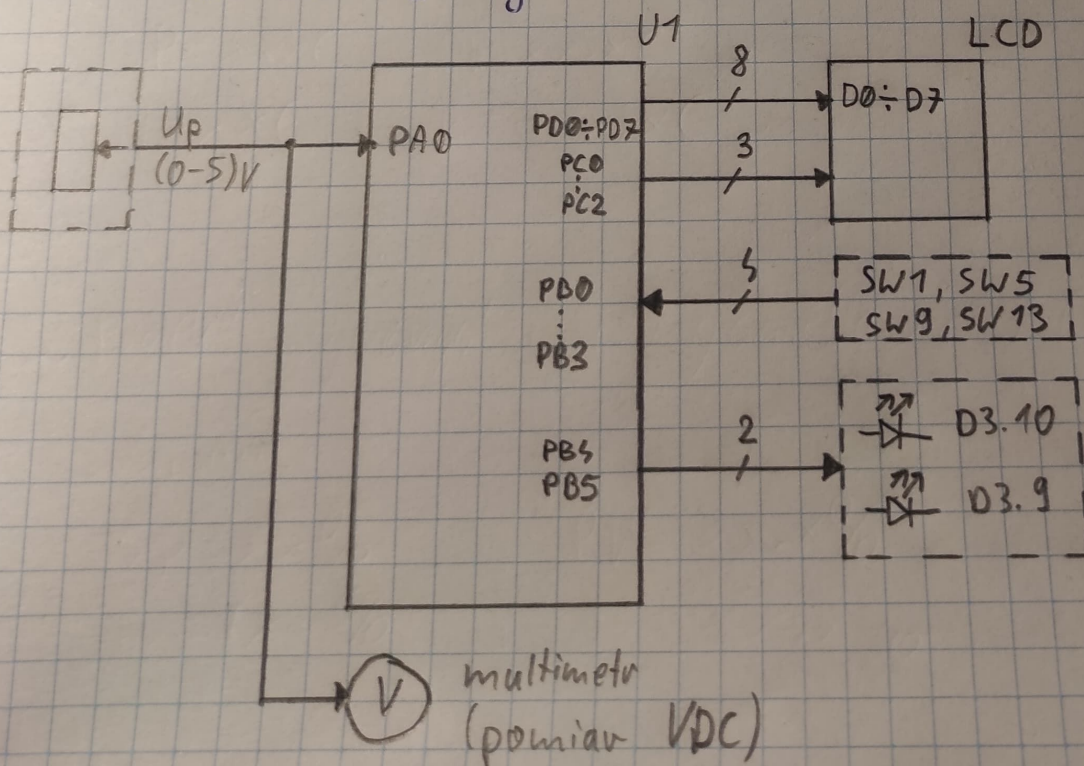 U1
LCD
8
D0÷D7
Up
(0-5)V
PA0
PD0÷PD7
3
PC0
PC2
4
SW1, SW5
SW9, SW13
PB0
PB3
2
D3.10
PB4
PB5
D3.9
V
multimetr
(pomiar VDC)